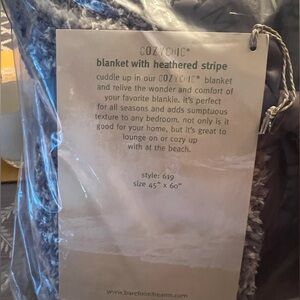 COZYCHIC®
blanket with heathered stripe
cuddle up in our COZYCHIC® blanket
and relive the wonder and comfort of
your favorite blankie. it's perfect
for all seasons and adds sumptuous
texture to any bedroom. not only is it
good for your home, but it's great to
lounge on or cozy up
with at the beach.
style: 619
size 45" x 60"
www.barefootdreams.com